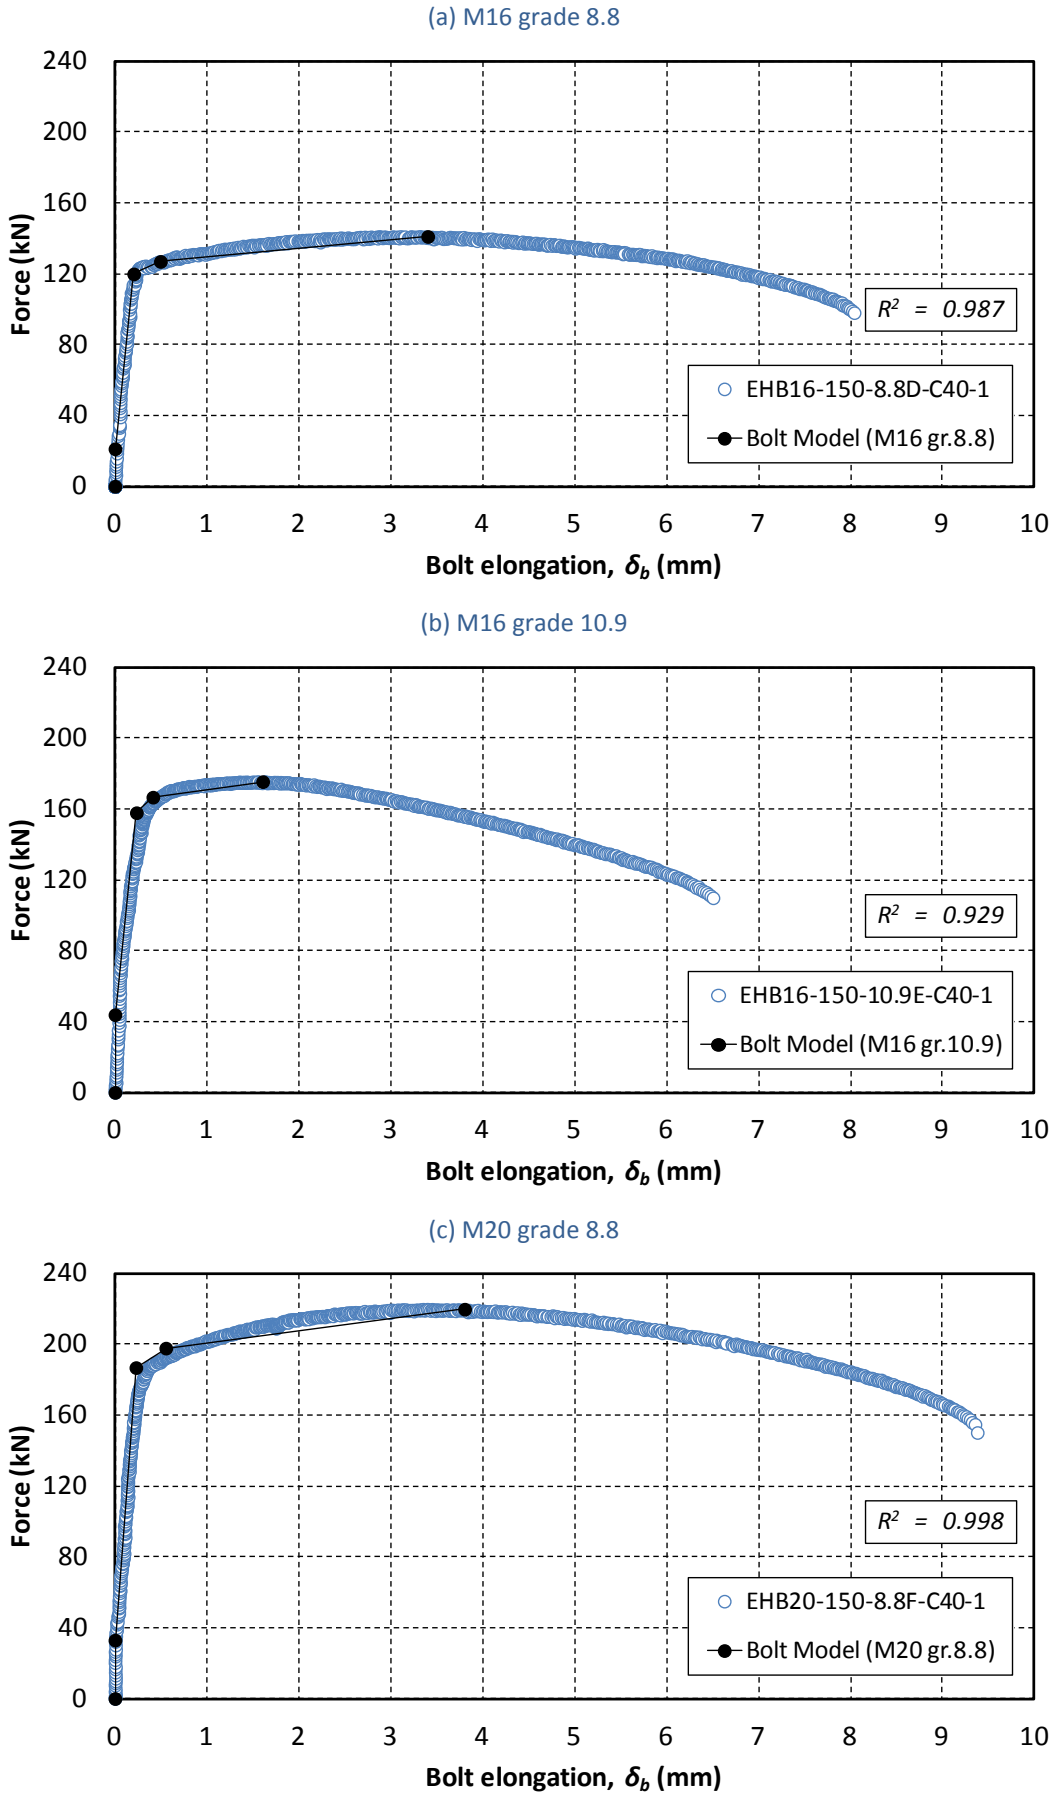 (a) M16 grade 8.8
240
200
160
120
80
40
0
Force (kN)
R² = 0.987
EHB16-150-8.8D-C40-1
Bolt Model (M16 gr.8.8)
0 1 2 3 4 5 6 7 8 9 10
Bolt elongation, δb (mm)
(b) M16 grade 10.9
240
200
160
120
80
40
0
Force (kN)
R² = 0.929
EHB16-150-10.9E-C40-1
Bolt Model (M16 gr.10.9)
0 1 2 3 4 5 6 7 8 9 10
Bolt elongation, δb (mm)
(c) M20 grade 8.8
240
200
160
120
80
40
0
Force (kN)
R² = 0.998
EHB20-150-8.8F-C40-1
Bolt Model (M20 gr.8.8)
0 1 2 3 4 5 6 7 8 9 10
Bolt elongation, δb (mm)